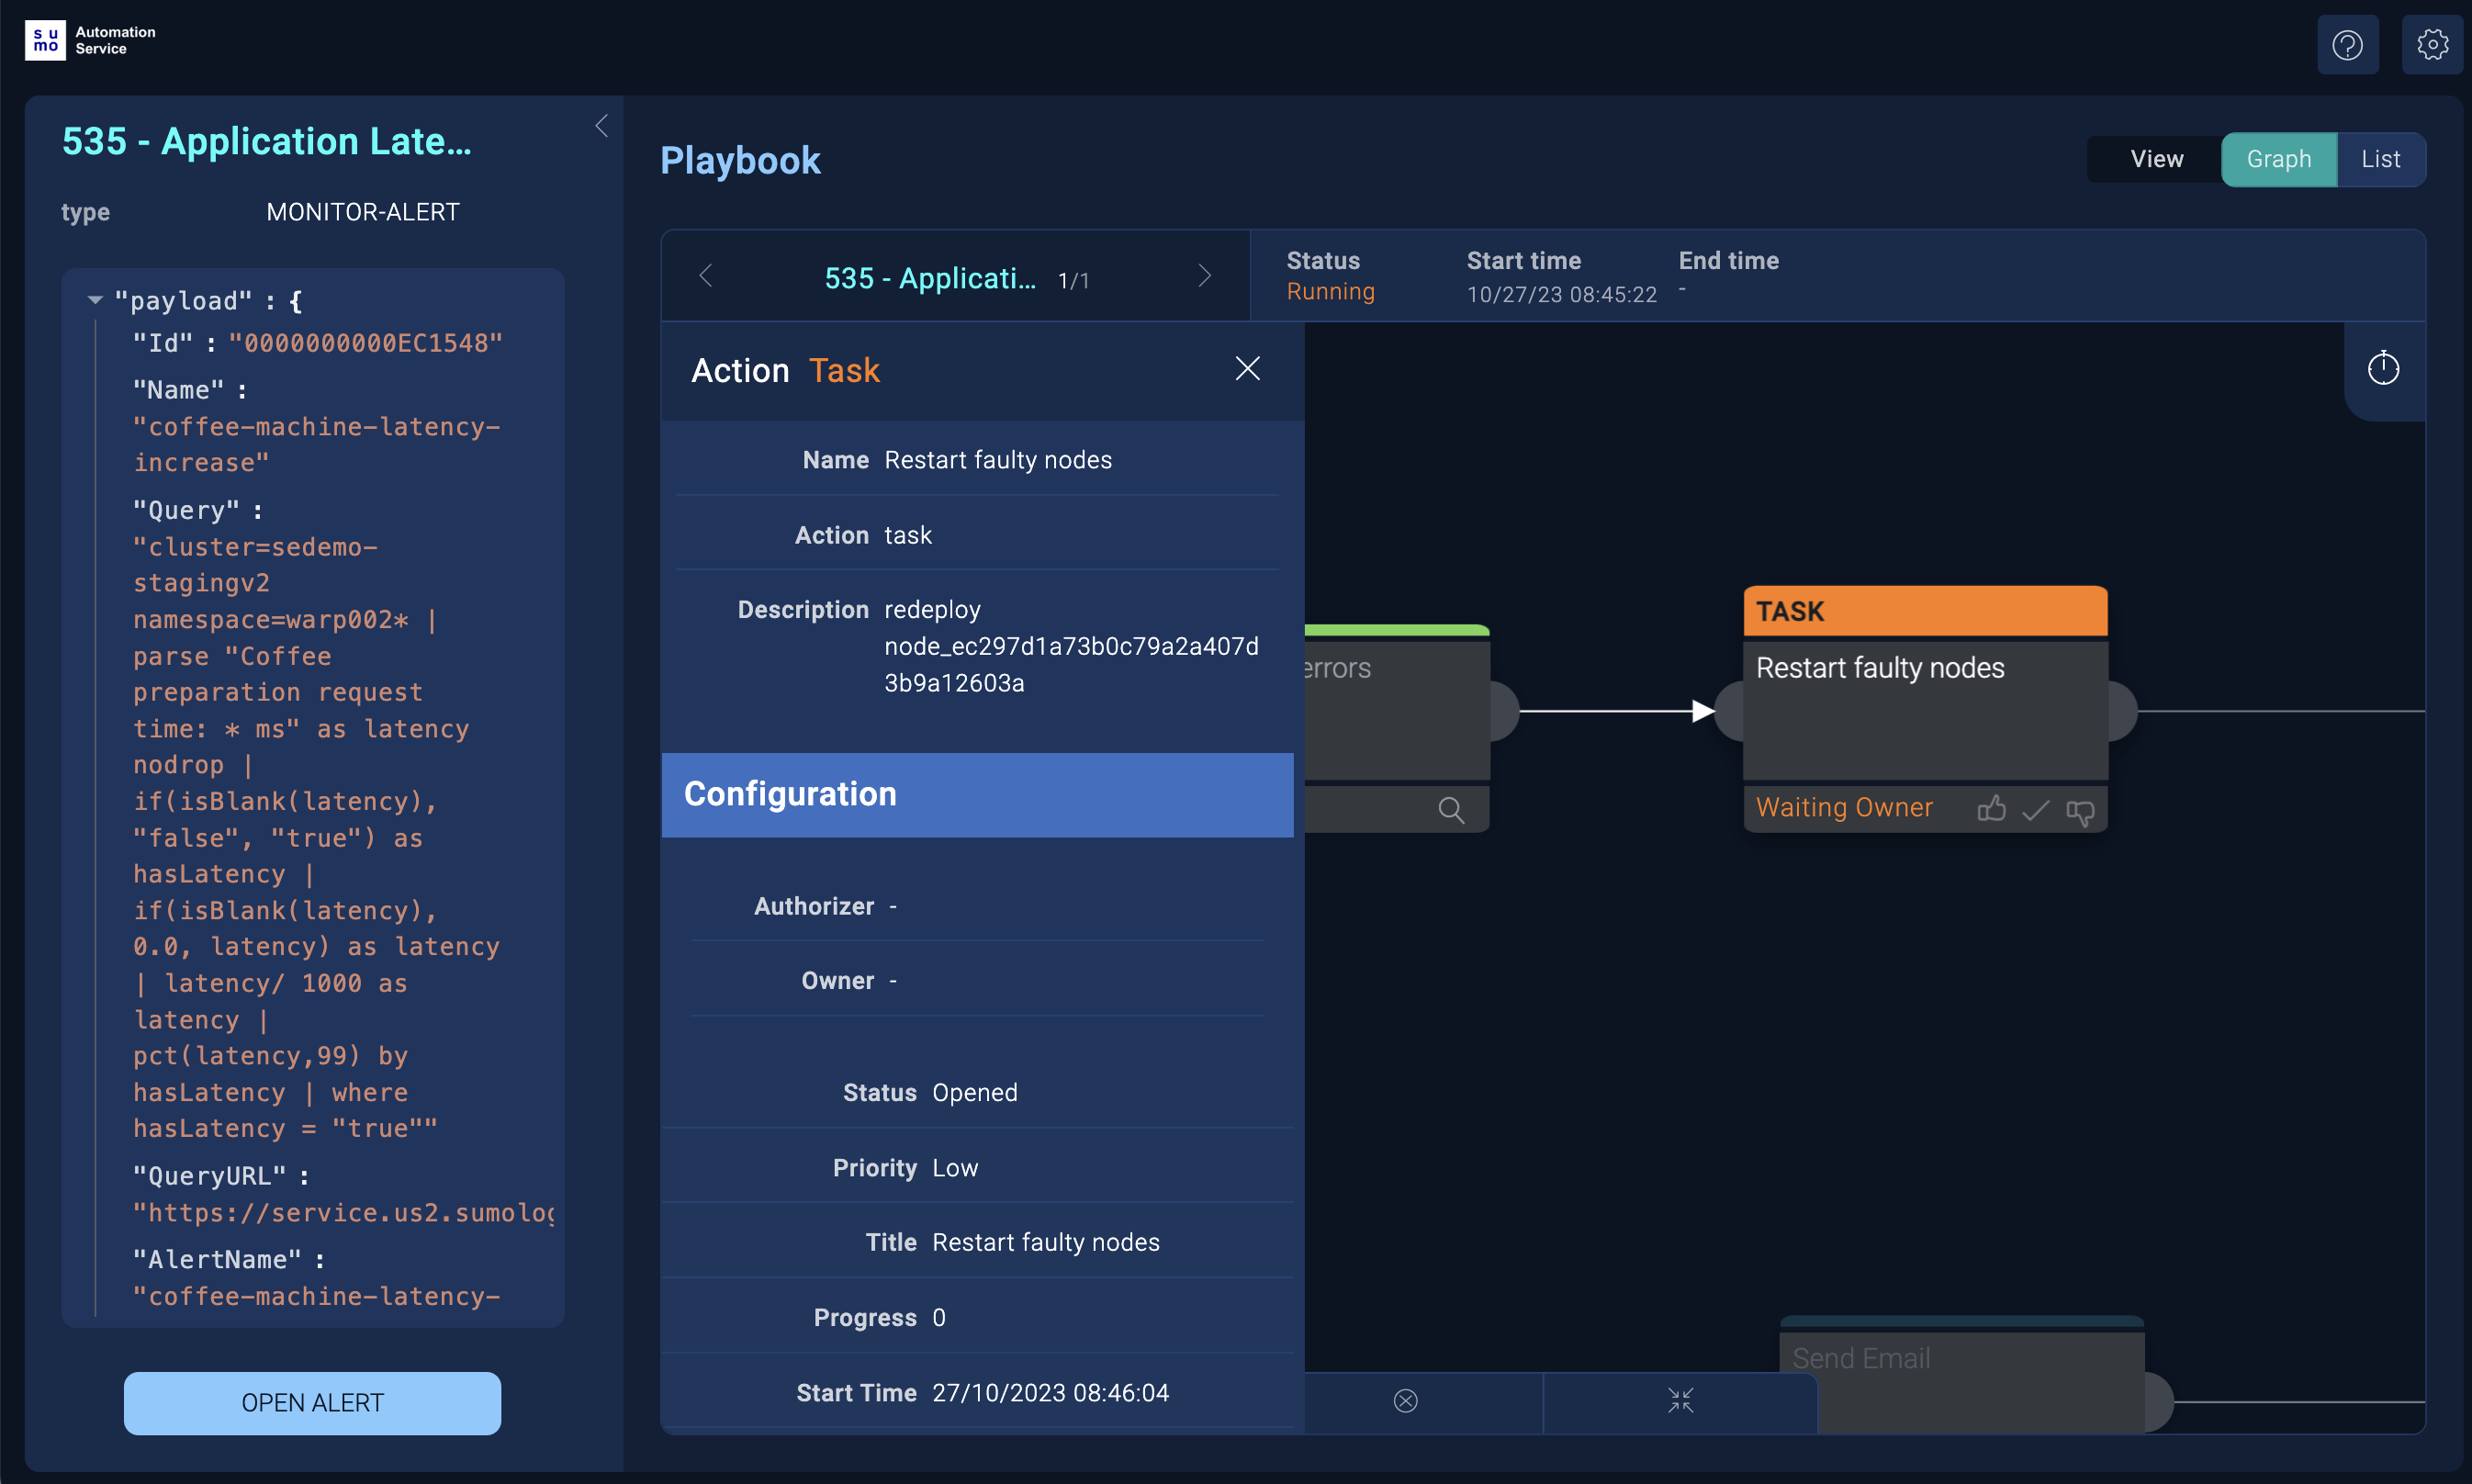 su
mo
Automation
Service
535 - Application Late...
type MONITOR-ALERT
"payload" : {
"Id" : "0000000000EC1548"
"Name" :
"coffee-machine-latency-
increase"
"Query" :
"cluster=sedemo-
stagingv2
namespace=warp002* |
parse "Coffee
preparation request
time: * ms" as latency
nodrop |
if(isBlank(latency),
"false", "true") as
hasLatency |
if(isBlank(latency),
0.0, latency) as latency
| latency/ 1000 as
latency |
pct(latency,99) by
hasLatency | where
hasLatency = "true""
"QueryURL" :
"https://service.us2.sumolog
"AlertName" :
"coffee-machine-latency-
OPEN ALERT
Playbook
View Graph List
535 - Applicati... 1/1
Status
Running
Start time
10/27/23 08:45:22
End time
-
Action Task
Name Restart faulty nodes
Action task
Description redeploy
node_ec297d1a73b0c79a2a407d
3b9a12603a
Configuration
Authorizer -
Owner -
Status Opened
Priority Low
Title Restart faulty nodes
Progress 0
Start Time 27/10/2023 08:46:04
errors
TASK
Restart faulty nodes
Waiting Owner
Send Email